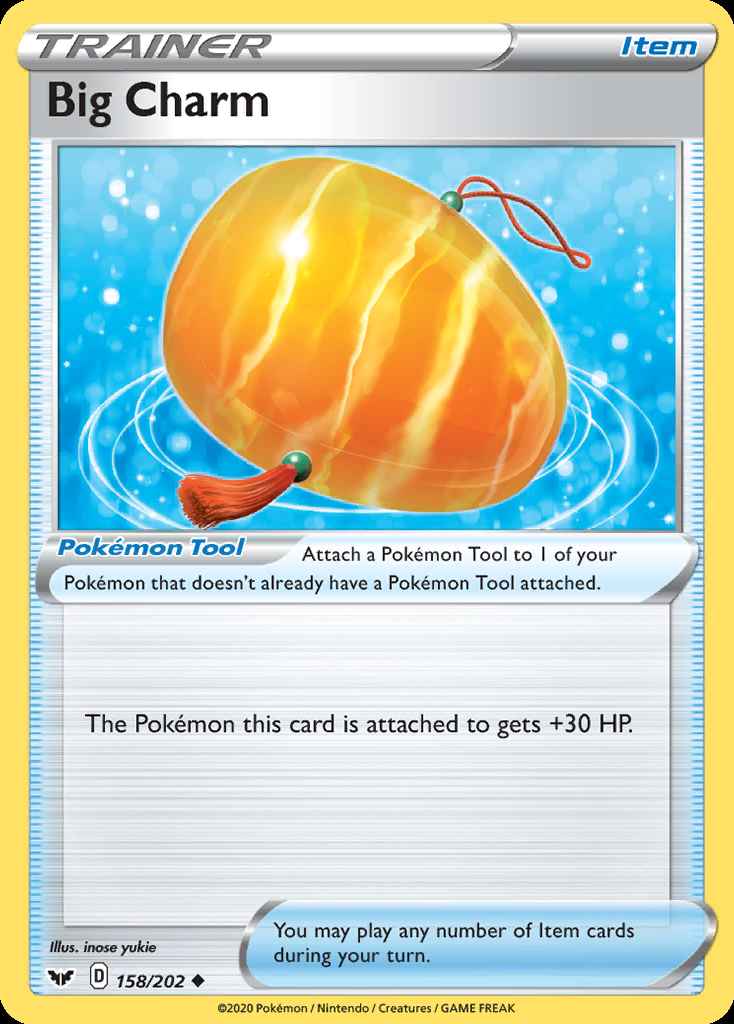 TRAINER
Item
Big Charm
Pokémon Tool
Attach a Pokémon Tool to 1 of your
Pokémon that doesn't already have a Pokémon Tool attached.
The Pokémon this card is attached to gets +30 HP.
You may play any number of Item cards
during your turn.
Illus. inose yukie
D 158/202
©2020 Pokémon / Nintendo / Creatures / GAME FREAK